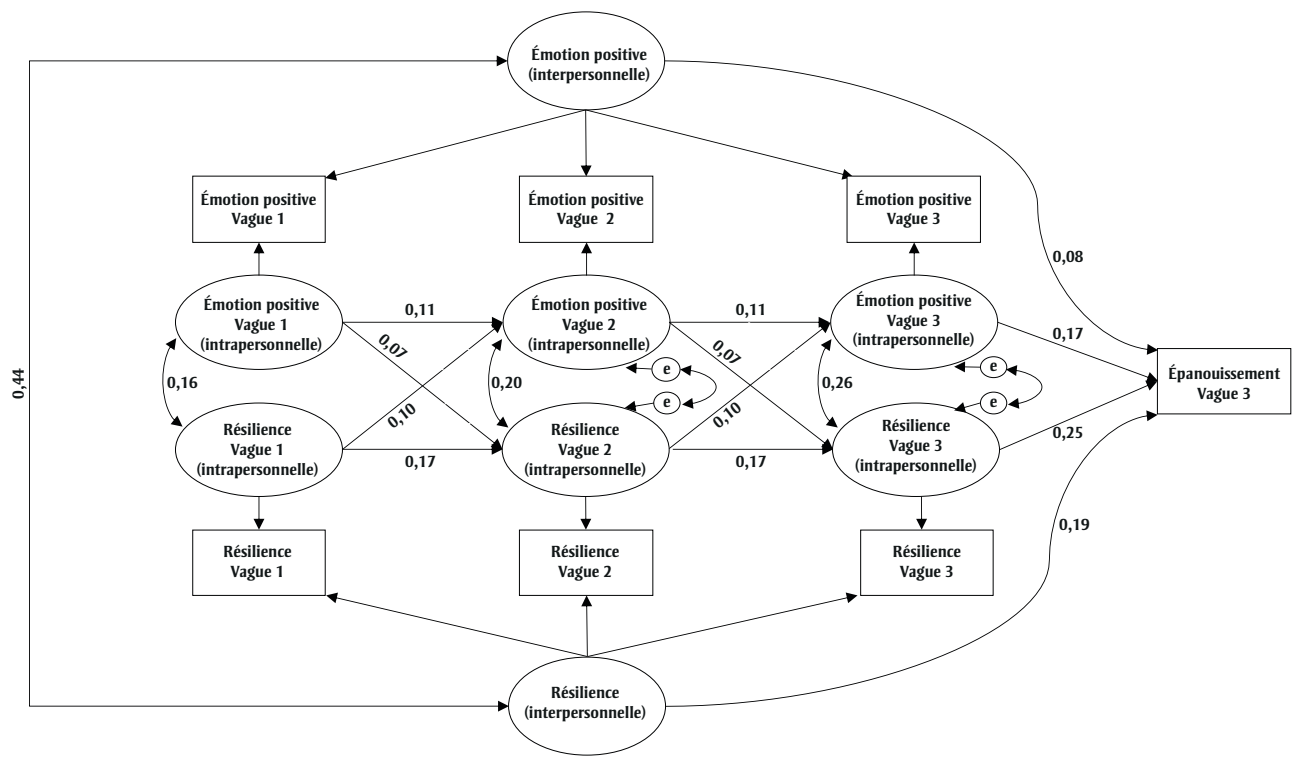 Émotion positive
(interpersonnelle)
Émotion positive
Vague 1
Émotion positive
Vague 2
Émotion positive
Vague 3
0,08
Émotion positive
Vague 1
(intrapersonnelle)
0,11
Émotion positive
Vague 2
(intrapersonnelle)
0,11
Émotion positive
Vague 3
(intrapersonnelle)
0,17
0,07
0,07
e
e
0,44
0,16
0,20
0,26
Épanouissement
Vague 3
e
e
0,10
0,10
Résilience
Vague 1
(intrapersonnelle)
0,17
Résilience
Vague 2
(intrapersonnelle)
0,17
Résilience
Vague 3
(intrapersonnelle)
0,25
0,19
Résilience
Vague 1
Résilience
Vague 2
Résilience
Vague 3
Résilience
(interpersonnelle)